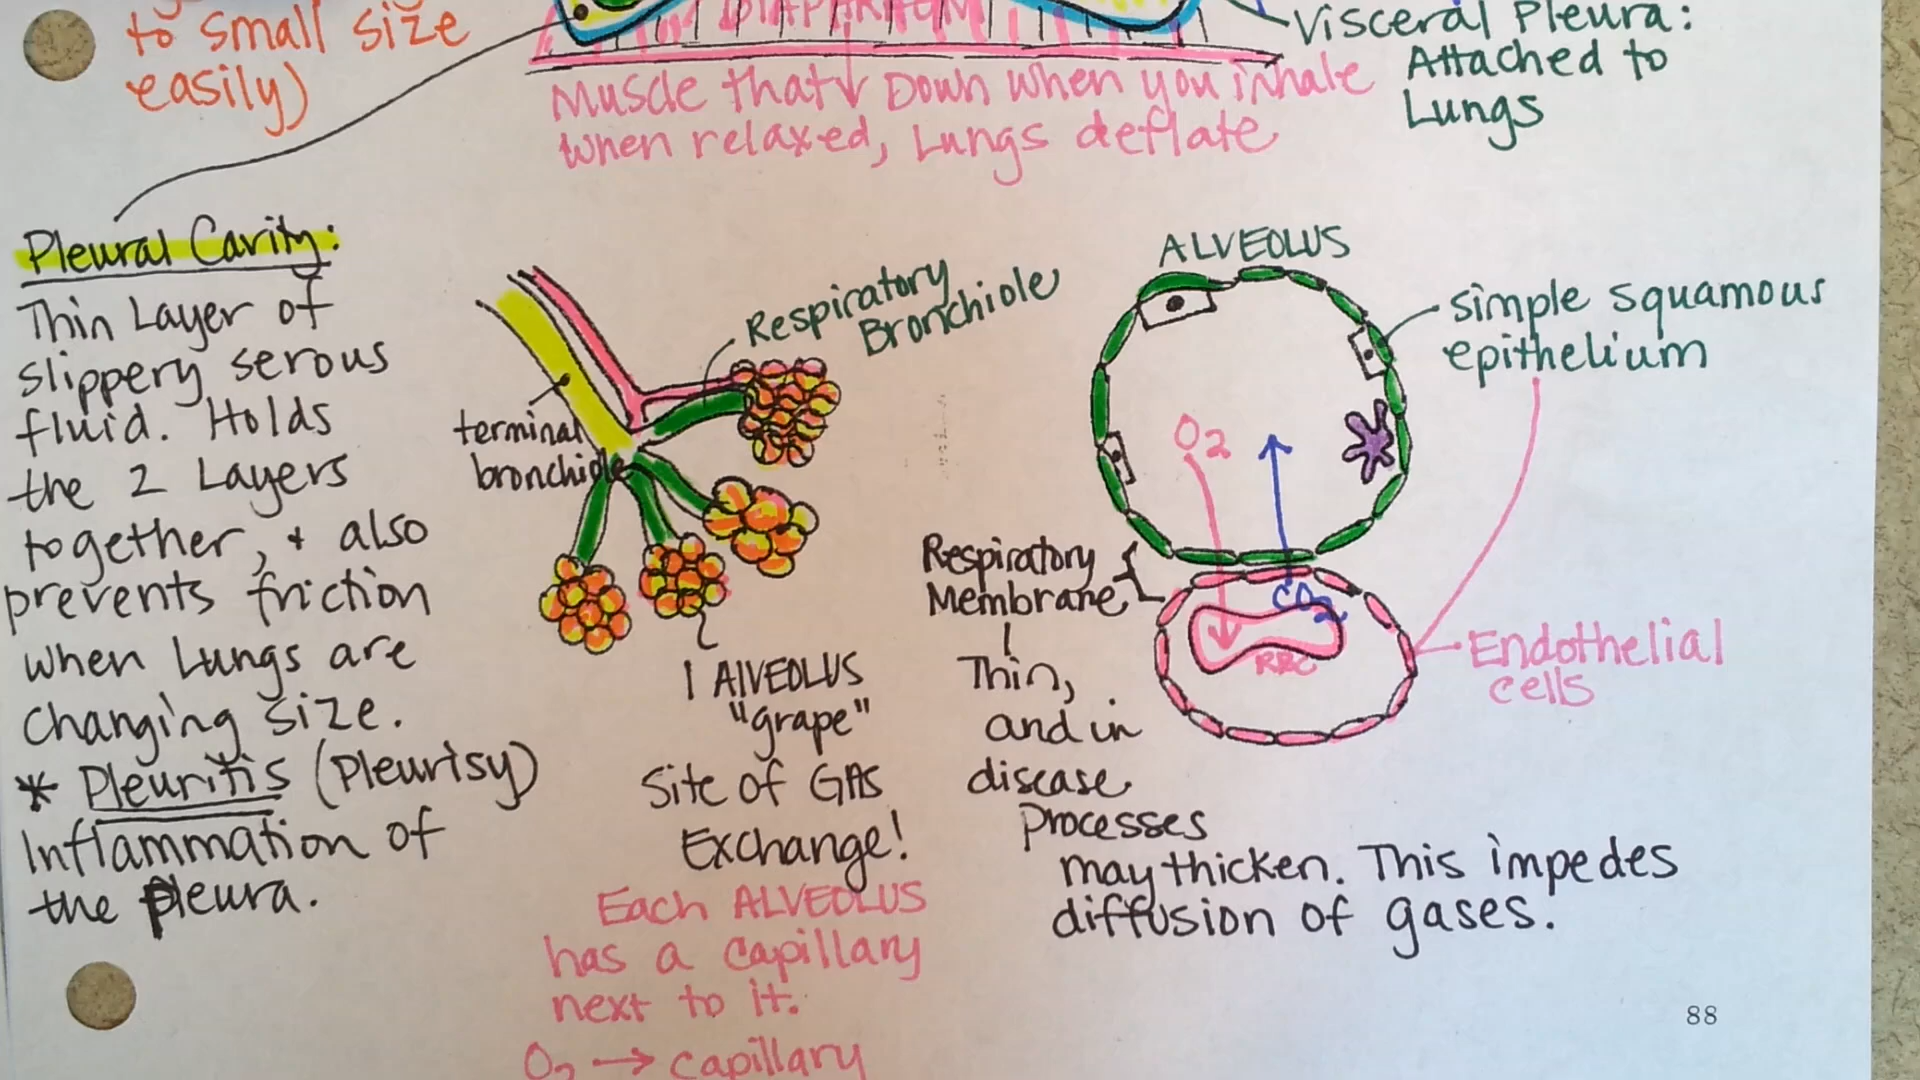 to small size
easily)
DIAPHRAGM
Muscle that ↓ Down when you inhale
when relaxed, Lungs deflate
Visceral Pleura:
Attached to
Lungs
Pleural Cavity:
Thin Layer of
slippery serous
fluid. Holds
the 2 Layers
together, + also
prevents friction
when Lungs are
changing size.
* Pleuritis (Pleurisy)
Inflammation of
the Pleura.
Respiratory
Bronchiole
terminal
bronchiole
1 AlVEOLUS
"grape"
Site of GAS
Exchange!
Each ALVEOLUS
has a capillary
next to it.
O2 → capillary
ALVEOLUS
simple squamous
epithelium
O2
CO2
RBC
Respiratory
Membrane
Endothelial
cells
Thin,
and in
disease
Processes
may thicken. This impedes
diffusion of gases.
88